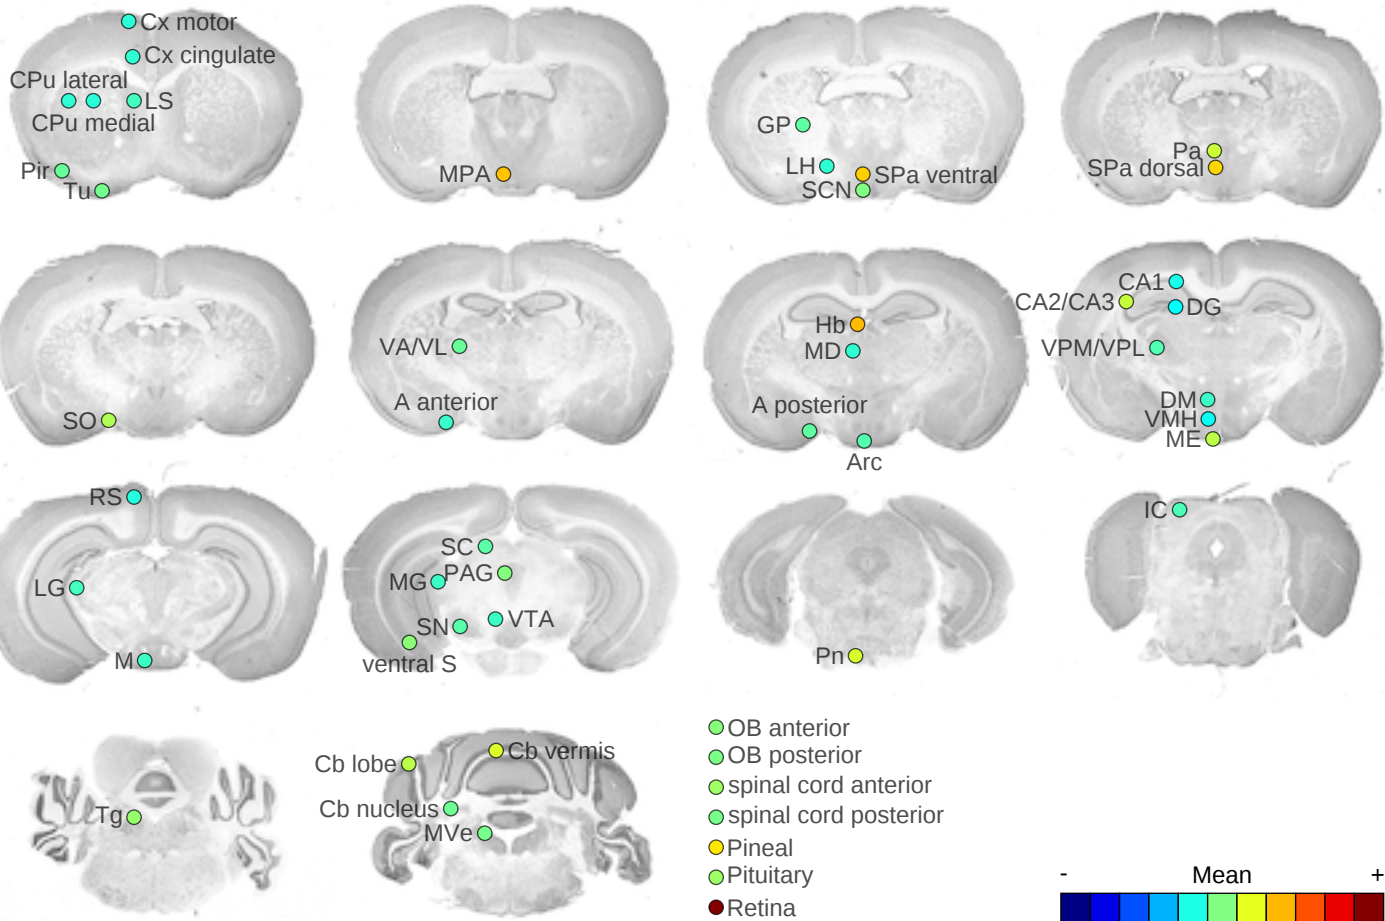 Cx motor
Cx cingulate
CPu lateral
LS
CPu medial
Pir
Tu
MPA
GP
LH
SPa ventral
SCN
Pa
SPa dorsal
SO
VA/VL
A anterior
Hb
MD
A posterior
Arc
CA1
CA2/CA3
DG
VPM/VPL
DM
VMH
ME
RS
LG
M
SC
PAG
MG
VTA
SN
ventral S
Pn
IC
Tg
Cb lobe
Cb vermis
Cb nucleus
MVe
OB anterior
OB posterior
spinal cord anterior
spinal cord posterior
Pineal
Pituitary
Retina
- Mean +